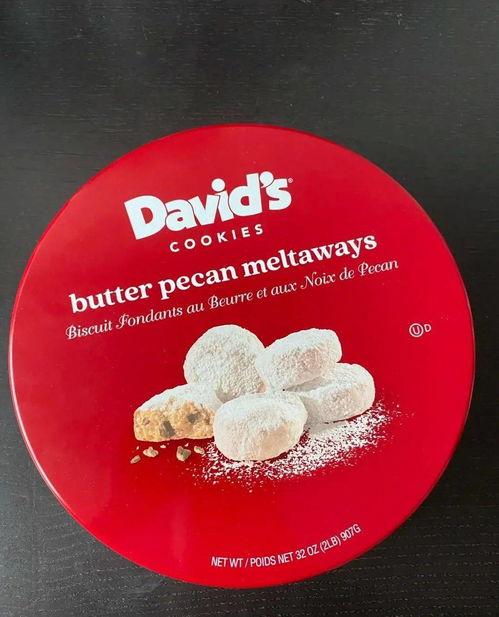 David's®
COOKIES
butter pecan meltaways
Biscuit Fondants au Beurre et aux Noix de Pecan
Ⓤ D
NET WT / POIDS NET 32 OZ (2LB) 907G